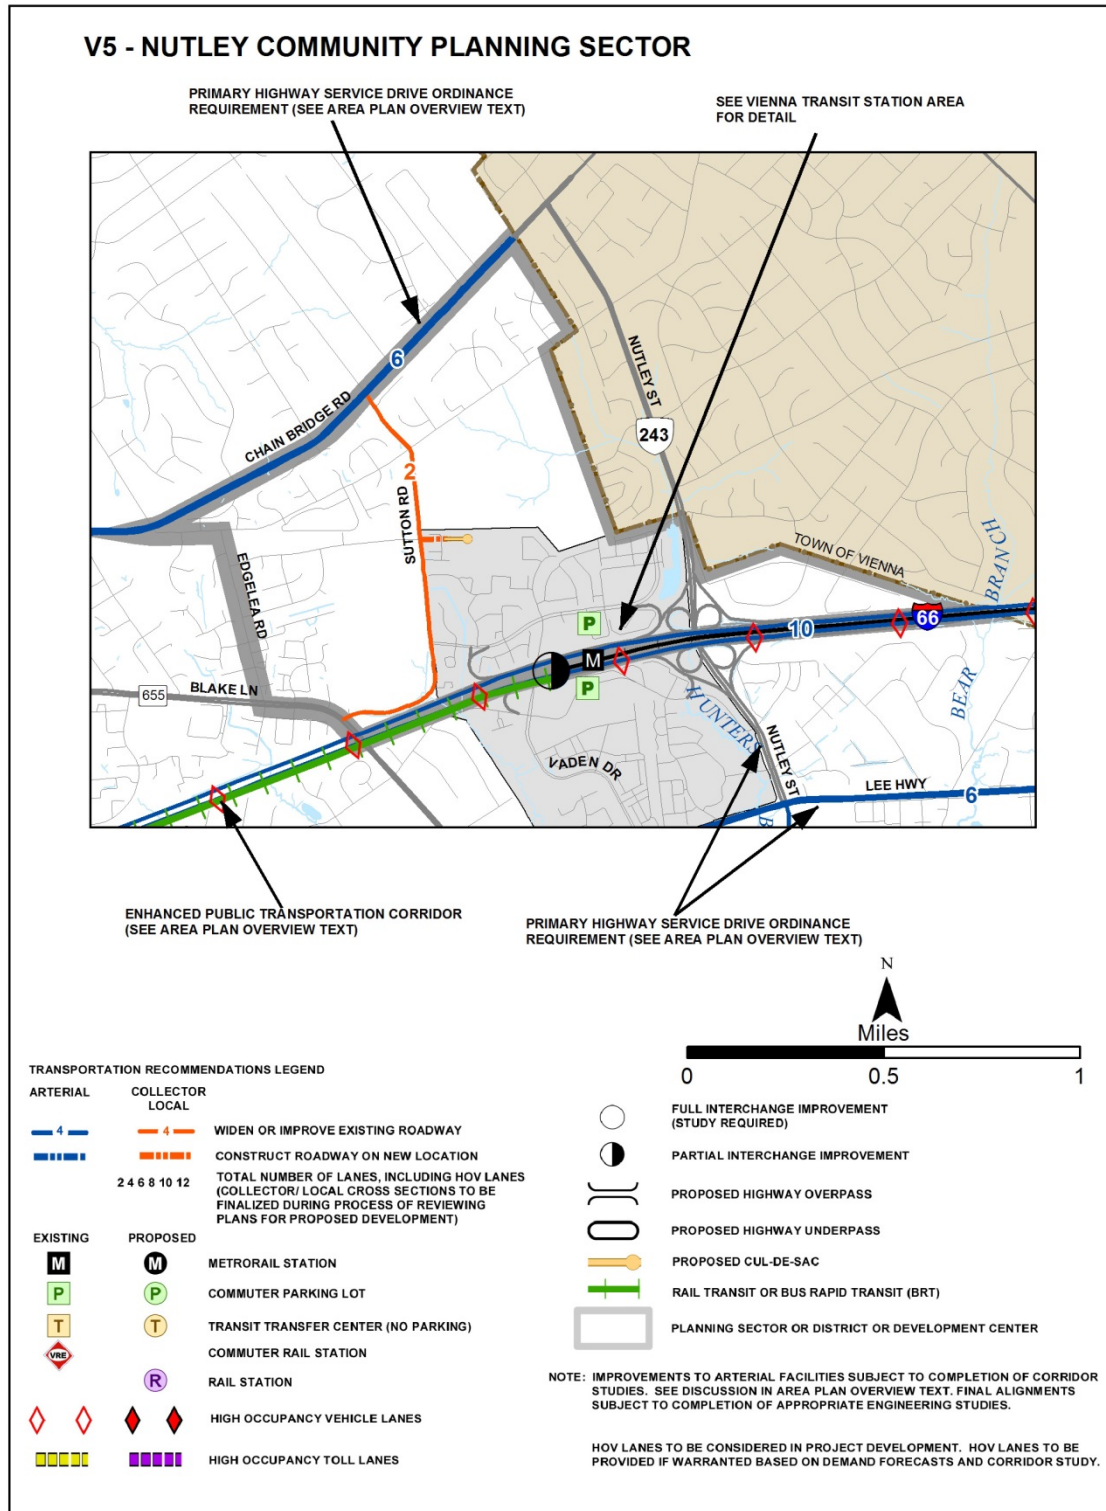 V5 - NUTLEY COMMUNITY PLANNING SECTOR
PRIMARY HIGHWAY SERVICE DRIVE ORDINANCE
REQUIREMENT (SEE AREA PLAN OVERVIEW TEXT)
SEE VIENNA TRANSIT STATION AREA
FOR DETAIL
6
CHAIN BRIDGE RD
NUTLEY ST
243
2
SUTTON RD
EDGELEA RD
TOWN OF VIENNA
BRANCH
BEAR
66
10
P
M
P
655
BLAKE LN
HUNTERS
B
VADEN DR
NUTLEY ST
LEE HWY
6
ENHANCED PUBLIC TRANSPORTATION CORRIDOR
(SEE AREA PLAN OVERVIEW TEXT)
PRIMARY HIGHWAY SERVICE DRIVE ORDINANCE
REQUIREMENT (SEE AREA PLAN OVERVIEW TEXT)
N
Miles
0 0.5 1
TRANSPORTATION RECOMMENDATIONS LEGEND
ARTERIAL COLLECTOR
LOCAL
4 4 WIDEN OR IMPROVE EXISTING ROADWAY
CONSTRUCT ROADWAY ON NEW LOCATION
2 4 6 8 10 12 TOTAL NUMBER OF LANES, INCLUDING HOV LANES
(COLLECTOR/ LOCAL CROSS SECTIONS TO BE
FINALIZED DURING PROCESS OF REVIEWING
PLANS FOR PROPOSED DEVELOPMENT)
EXISTING PROPOSED
M M METRORAIL STATION
P P COMMUTER PARKING LOT
T T TRANSIT TRANSFER CENTER (NO PARKING)
VRE COMMUTER RAIL STATION
R RAIL STATION
HIGH OCCUPANCY VEHICLE LANES
HIGH OCCUPANCY TOLL LANES
FULL INTERCHANGE IMPROVEMENT
(STUDY REQUIRED)
PARTIAL INTERCHANGE IMPROVEMENT
PROPOSED HIGHWAY OVERPASS
PROPOSED HIGHWAY UNDERPASS
PROPOSED CUL-DE-SAC
RAIL TRANSIT OR BUS RAPID TRANSIT (BRT)
PLANNING SECTOR OR DISTRICT OR DEVELOPMENT CENTER
NOTE: IMPROVEMENTS TO ARTERIAL FACILITIES SUBJECT TO COMPLETION OF CORRIDOR
STUDIES. SEE DISCUSSION IN AREA PLAN OVERVIEW TEXT. FINAL ALIGNMENTS
SUBJECT TO COMPLETION OF APPROPRIATE ENGINEERING STUDIES.
HOV LANES TO BE CONSIDERED IN PROJECT DEVELOPMENT. HOV LANES TO BE
PROVIDED IF WARRANTED BASED ON DEMAND FORECASTS AND CORRIDOR STUDY.